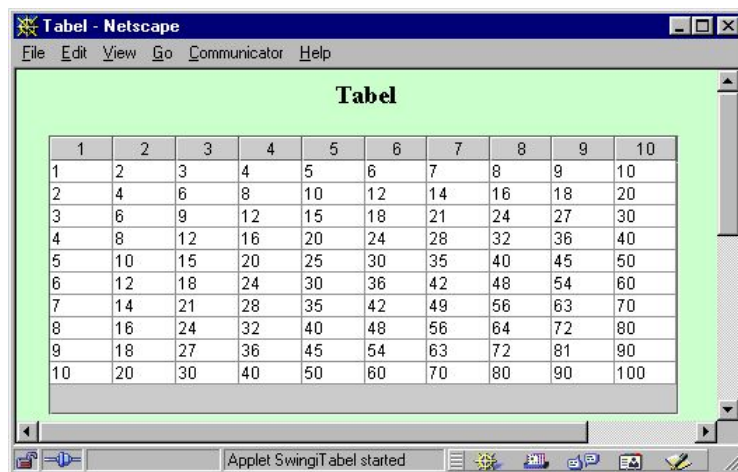 Tabel - Netscape
File Edit View Go Communicator Help
Tabel
1 2 3 4 5 6 7 8 9 10
1 2 3 4 5 6 7 8 9 10
2 4 6 8 10 12 14 16 18 20
3 6 9 12 15 18 21 24 27 30
4 8 12 16 20 24 28 32 36 40
5 10 15 20 25 30 35 40 45 50
6 12 18 24 30 36 42 48 54 60
7 14 21 28 35 42 49 56 63 70
8 16 24 32 40 48 56 64 72 80
9 18 27 36 45 54 63 72 81 90
10 20 30 40 50 60 70 80 90 100
Applet SwingiTabel started